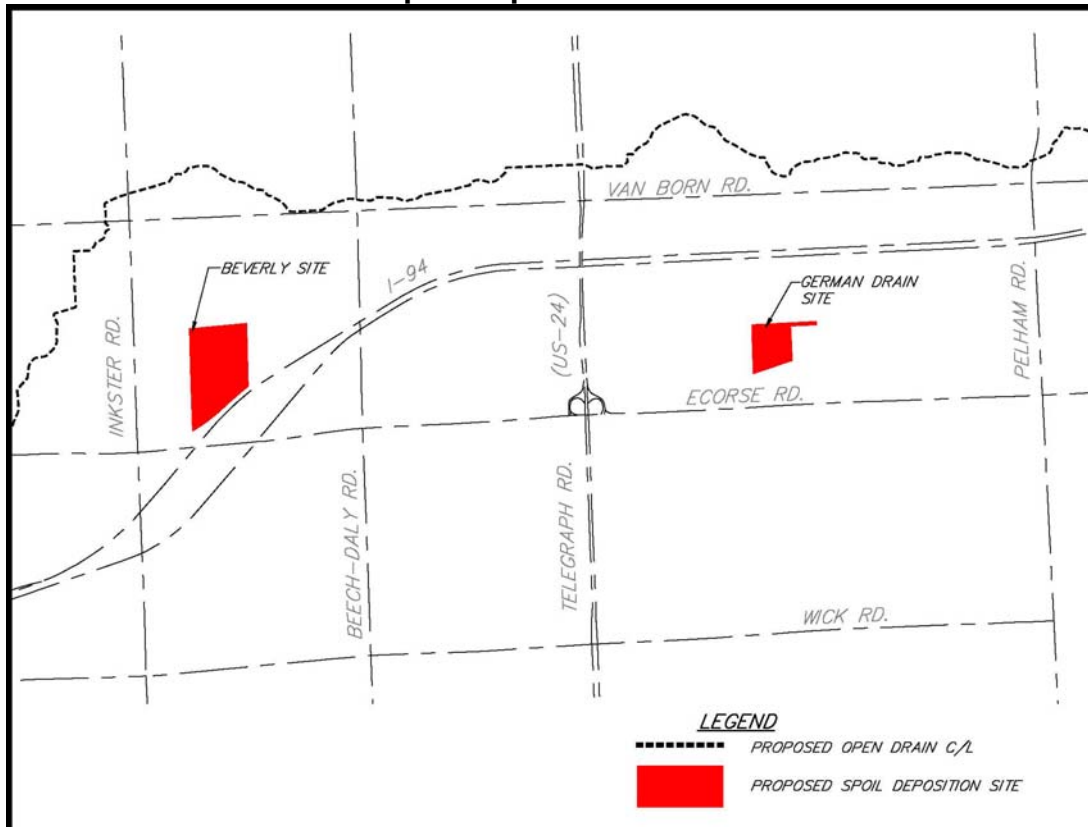 VAN BORN RD.
BEVERLY SITE
I-94
GERMAN DRAIN
SITE
INKSTER RD.
(US-24)
PELHAM RD.
ECORSE RD.
BEECH-DALY RD.
TELEGRAPH RD.
WICK RD.
LEGEND
PROPOSED OPEN DRAIN C/L
PROPOSED SPOIL DEPOSITION SITE